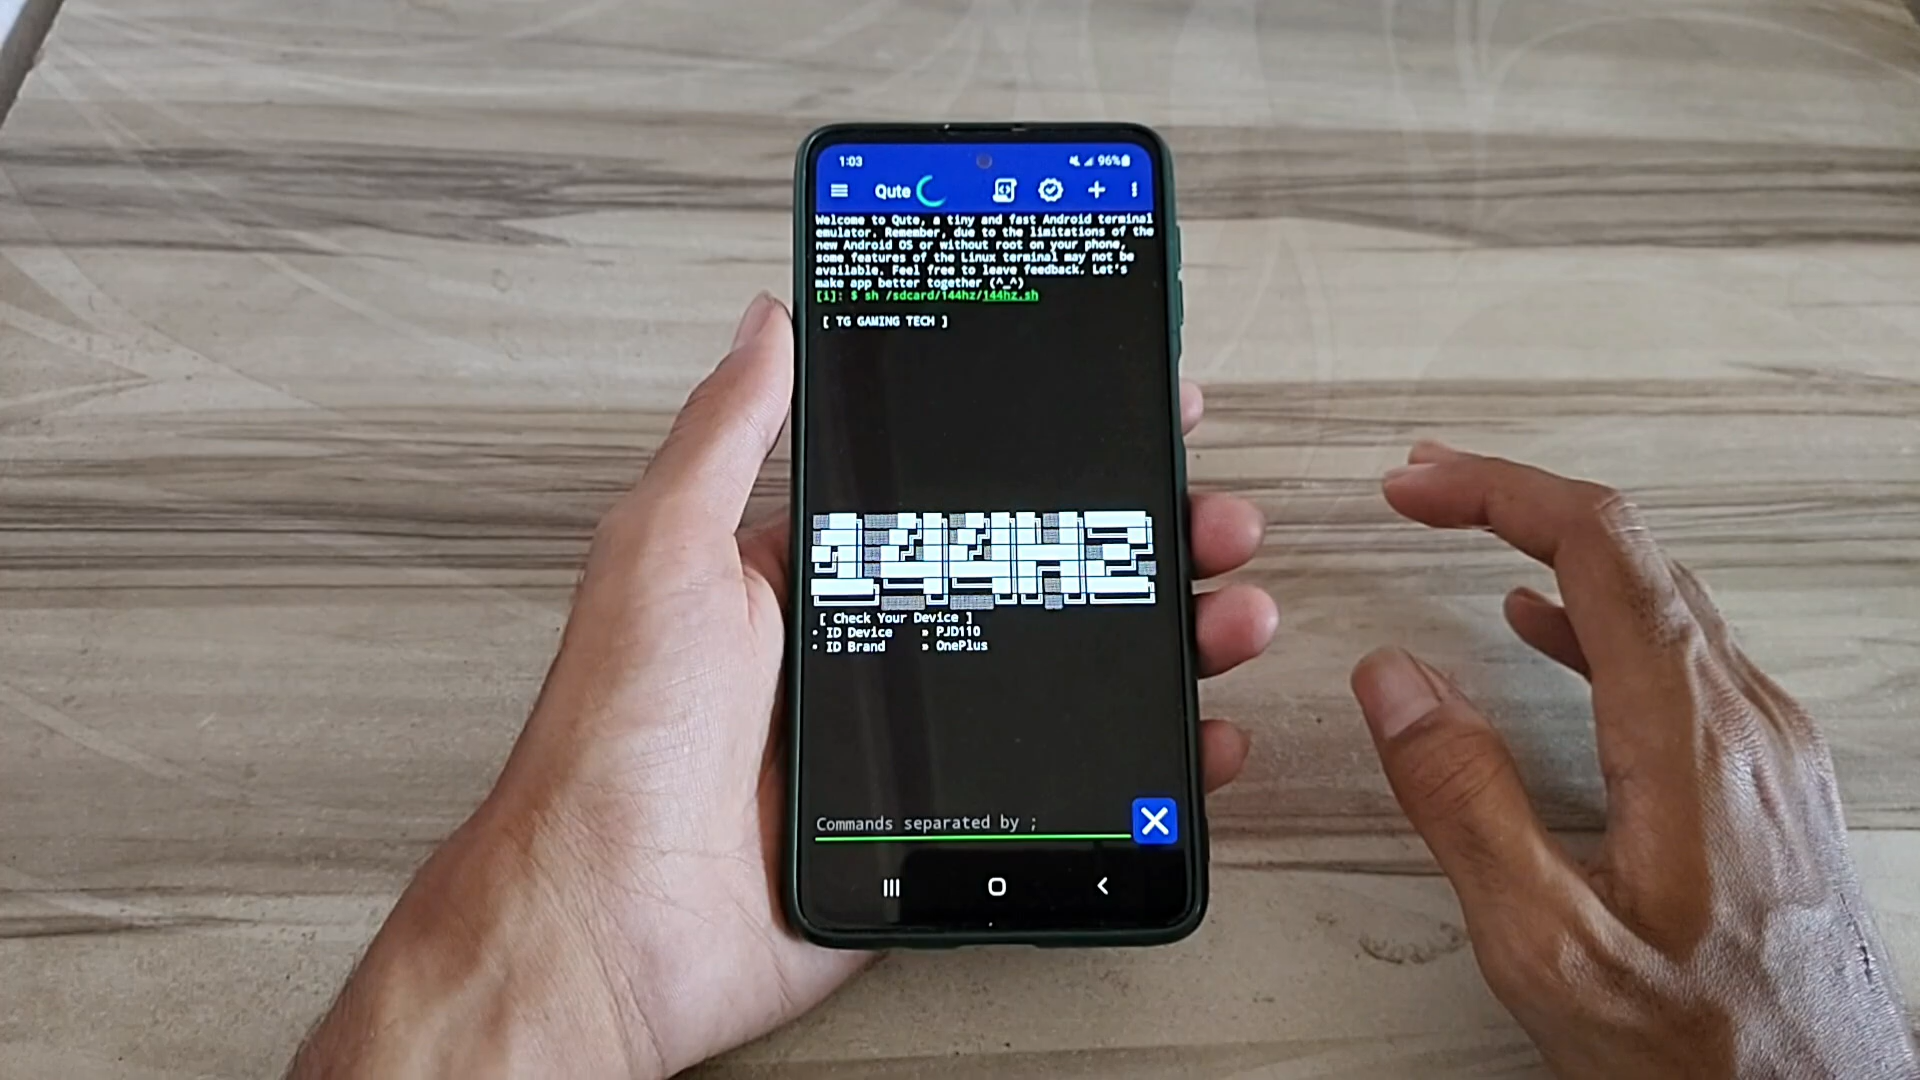 1:03 96%
Qute
Welcome to Qute, a tiny and fast Android terminal
emulator. Remember, due to the limitations of the
new Android OS or without root on your phone,
some features of the Linux terminal may not be
available. Feel free to leave feedback. Let's
make app better together (^_^)
[1]: $ sh /sdcard/144hz/144hz.sh
[ TG GAMING TECH ]
144HZ
[ Check Your Device ]
• ID Device » PJD110
• ID Brand » OnePlus
Commands separated by ;